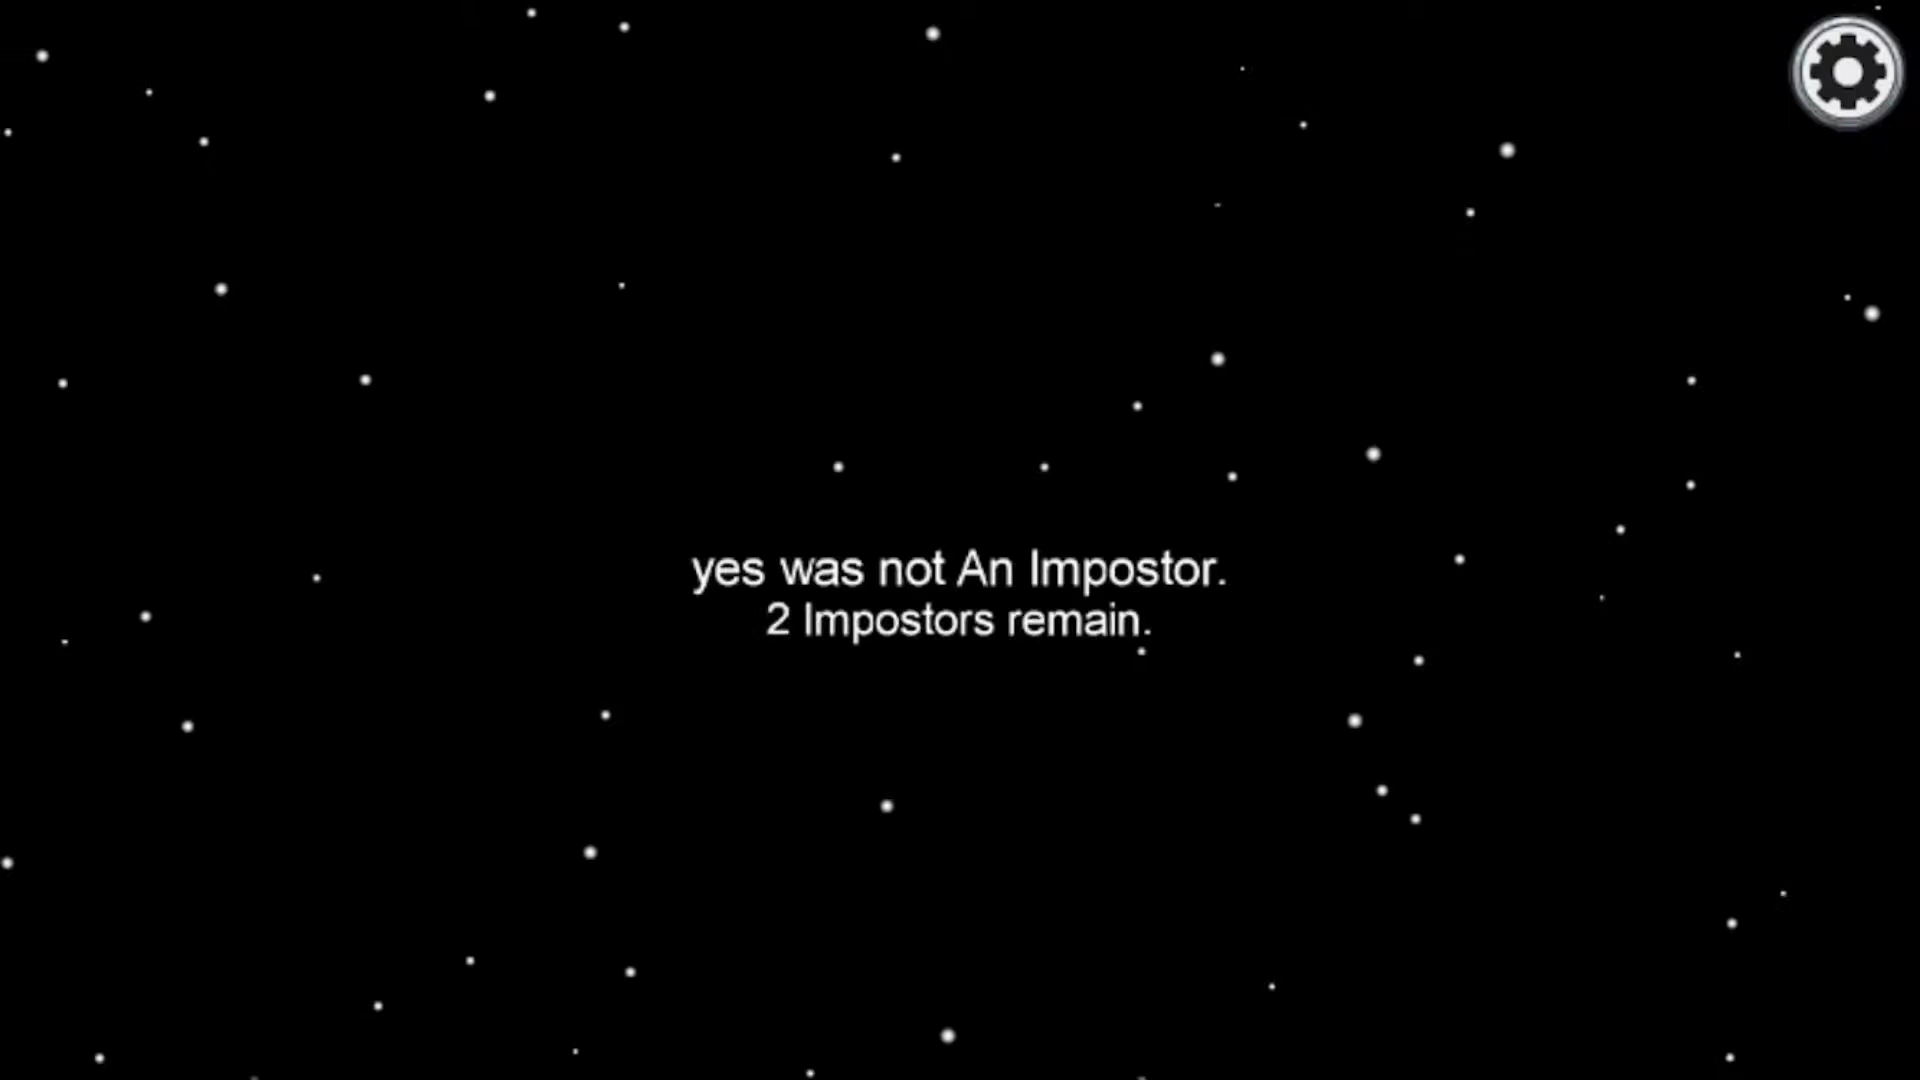 yes was not An Impostor.
2 Impostors remain.